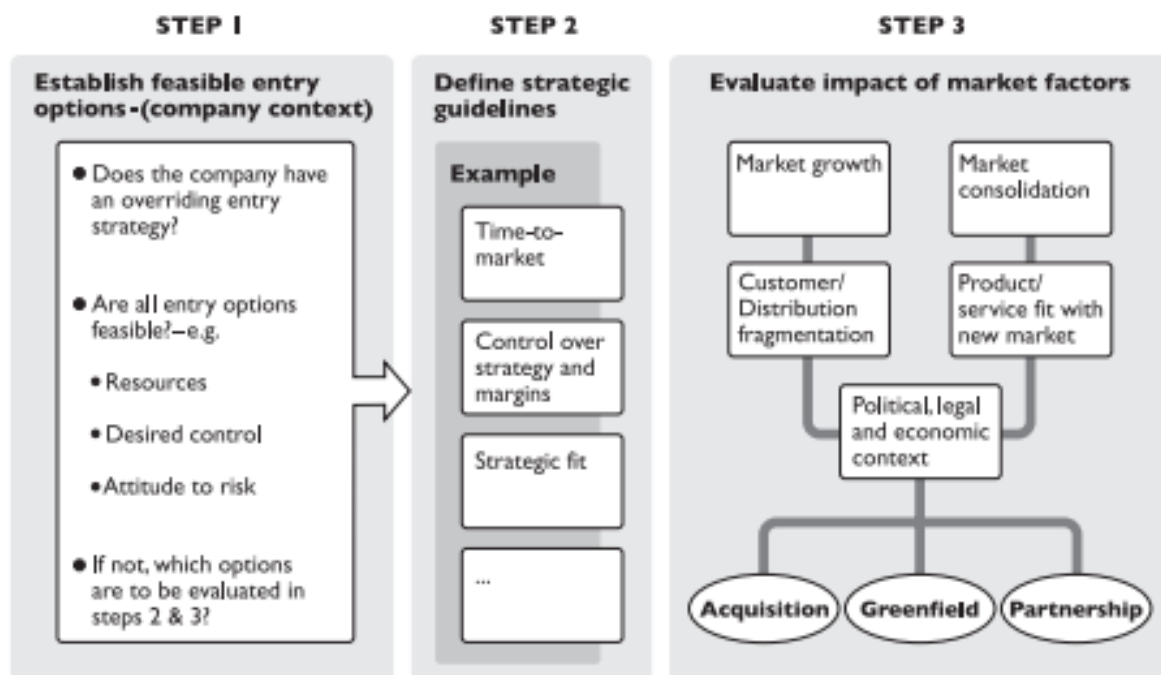 STEP 1
STEP 2
STEP 3
Establish feasible entry
options-(company context)
● Does the company have
an overriding entry
strategy?
● Are all entry options
feasible?–e.g.
• Resources
• Desired control
• Attitude to risk
● If not, which options
are to be evaluated in
steps 2 & 3?
Define strategic
guidelines
Example
Time-to-
market
Control over
strategy and
margins
Strategic fit
...
Evaluate impact of market factors
Market growth
Market
consolidation
Customer/
Distribution
fragmentation
Product/
service fit with
new market
Political, legal
and economic
context
Acquisition
Greenfield
Partnership